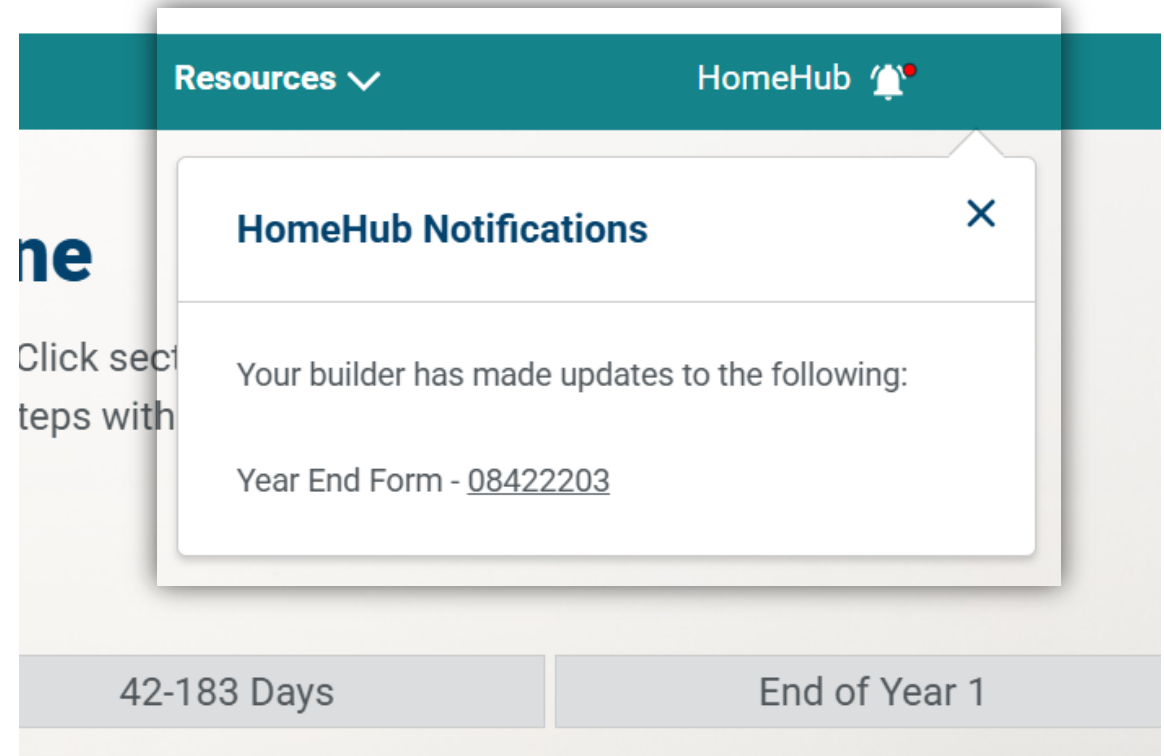 Resources
HomeHub
HomeHub Notifications
ne
Click sect
teps with
Your builder has made updates to the following:
Year End Form - 08422203
42-183 Days
End of Year 1